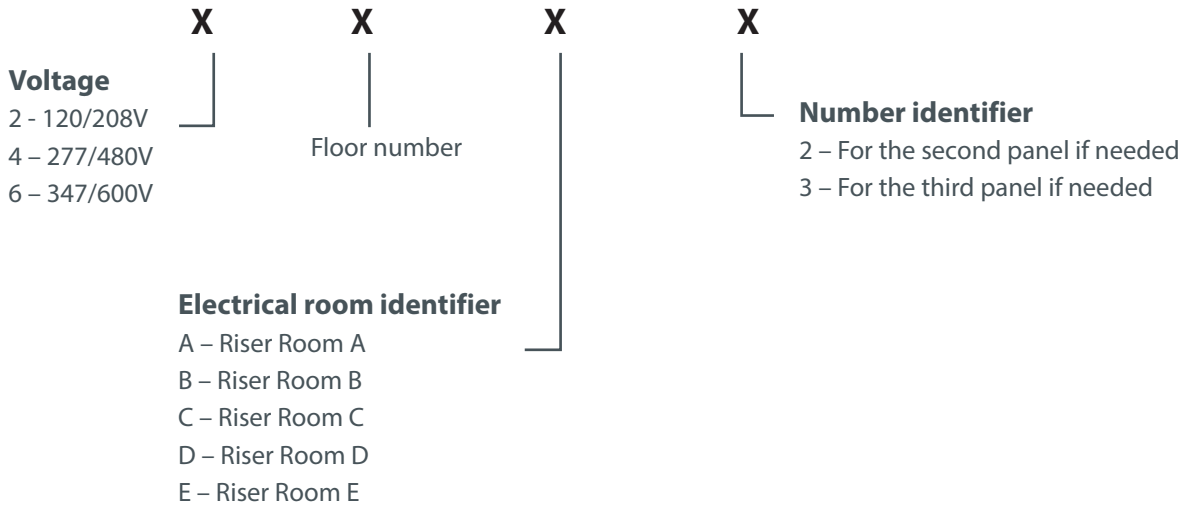 X X X X
Voltage
2 - 120/208V
4 – 277/480V
6 – 347/600V
Floor number
Number identifier
2 – For the second panel if needed
3 – For the third panel if needed
Electrical room identifier
A – Riser Room A
B – Riser Room B
C – Riser Room C
D – Riser Room D
E – Riser Room E